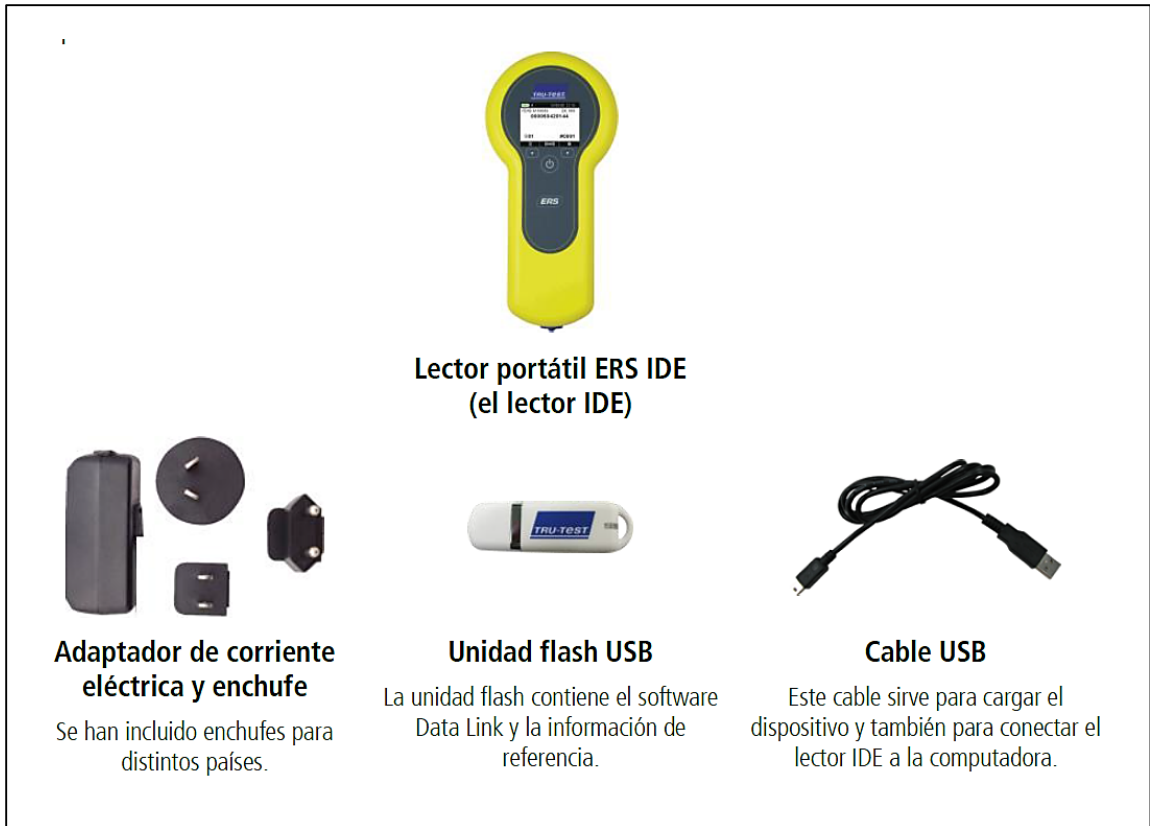 TRU-TEST
ERS
Lector portátil ERS IDE
(el lector IDE)
Adaptador de corriente
eléctrica y enchufe
Se han incluido enchufes para
distintos países.
TRU-TEST
Unidad flash USB
La unidad flash contiene el software
Data Link y la información de
referencia.
Cable USB
Este cable sirve para cargar el
dispositivo y también para conectar el
lector IDE a la computadora.